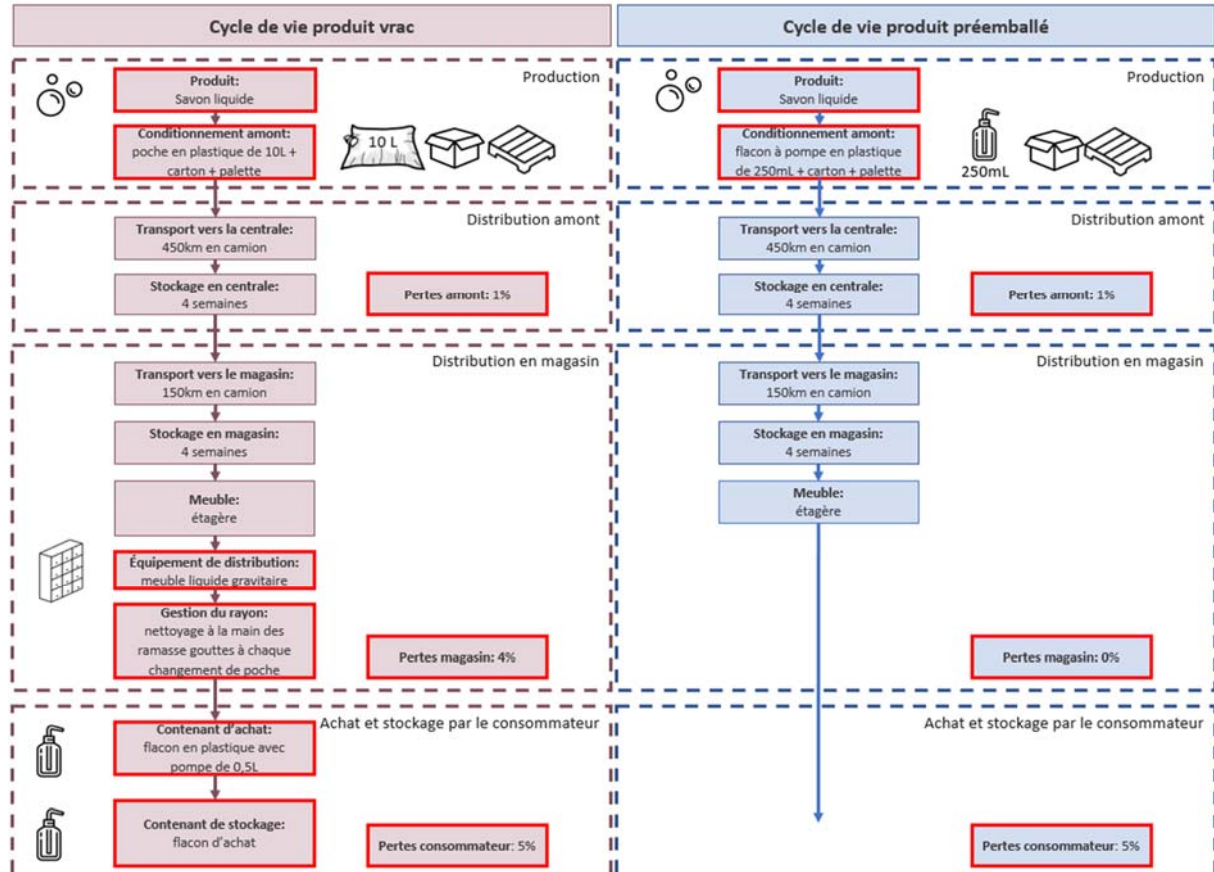 Cycle de vie produit vrac
Production
Produit:
Savon liquide
Conditionnement amont:
poche en plastique de 10L +
carton + palette
10 L
Distribution amont
Transport vers la centrale:
450km en camion
Stockage en centrale:
4 semaines
Pertes amont: 1%
Distribution en magasin
Transport vers le magasin:
150km en camion
Stockage en magasin:
4 semaines
Meuble:
étagère
Équipement de distribution:
meuble liquide gravitaire
Gestion du rayon:
nettoyage à la main des
ramasse gouttes à chaque
changement de poche
Pertes magasin: 4%
Achat et stockage par le consommateur
Contenant d'achat:
flacon en plastique avec
pompe de 0,5L
Contenant de stockage:
flacon d'achat
Pertes consommateur: 5%
Cycle de vie produit préemballé
Production
Produit:
Savon liquide
Conditionnement amont:
flacon à pompe en plastique
de 250mL + carton + palette
250mL
Distribution amont
Transport vers la centrale:
450km en camion
Stockage en centrale:
4 semaines
Pertes amont: 1%
Distribution en magasin
Transport vers le magasin:
150km en camion
Stockage en magasin:
4 semaines
Meuble:
étagère
Pertes magasin: 0%
Achat et stockage par le consommateur
Pertes consommateur: 5%